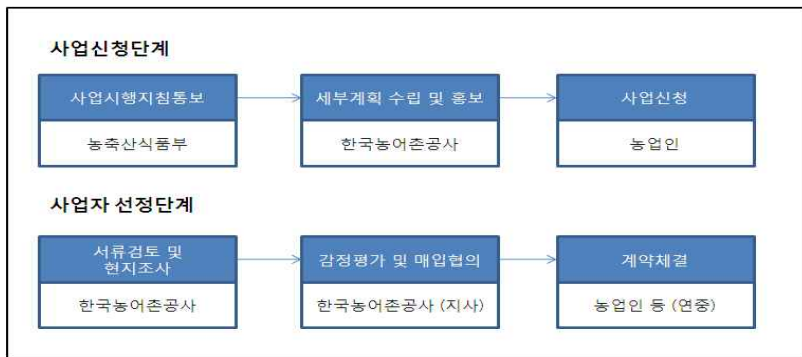 사업신청단계
사업시행지침통보
세부계획 수립 및 홍보
사업신청
농축산식품부
한국농어촌공사
농업인
사업자 선정단계
서류검토 및
현지조사
감정평가 및 매입협의
계약체결
한국농어촌공사
한국농어촌공사 (지사)
농업인 등 (연중)